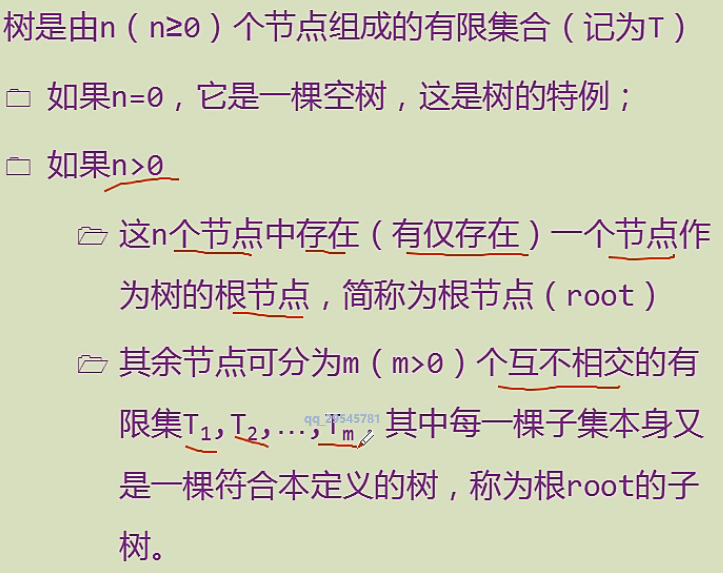 树是由n（n≥0）个节点组成的有限集合（记为T）
如果n=0，它是一棵空树，这是树的特例；
如果n>0
这n个节点中存在（有仅存在）一个节点作
为树的根节点，简称为根节点（root）
其余节点可分为m（m>0）个互不相交的有
限集T1,T2,…,Tm，其中每一棵子集本身又
qq_29545781
是一棵符合本定义的树，称为根root的子
树。